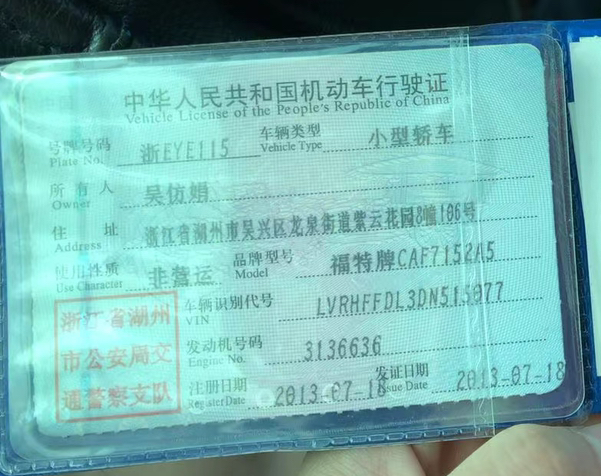 中华人民共和国机动车行驶证
Vehicle License of the People's Republic of China
号牌号码 浙EYE115 车辆类型 小型轿车
Plate No. Vehicle Type
所有人 吴仿娟
Owner
住址 浙江省湖州市吴兴区龙泉街道紫云花园8幢106号
Address
使用性质 非营运 品牌型号 福特牌CAF7152A5
Use Character Model
浙江省湖州市公安局交通警察支队
车辆识别代号 LVRHFFDL3DN515077
VIN
发动机号码 3136636
Engine No.
注册日期 2013-07-18 发证日期 2013-07-18
Register Date Issue Date